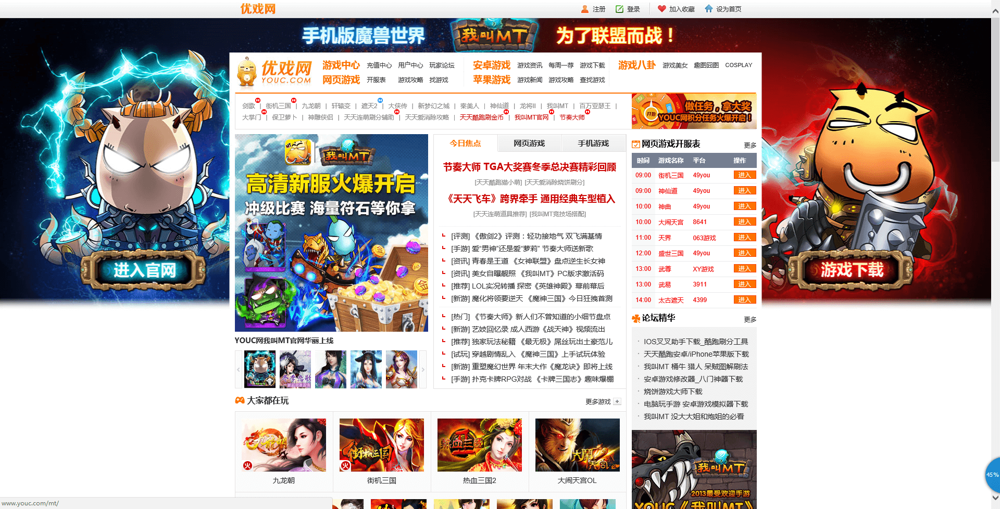 优戏网
注册 登录 加入收藏 设为首页
手机版魔兽世界 我叫MT 为了联盟而战！
优戏网
YOUC.COM
游戏中心 充值中心 用户中心 玩家论坛
网页游戏 开服表 游戏攻略 找游戏
安卓游戏 游戏资讯 每周一荐 游戏下载
苹果游戏 游戏新闻 游戏攻略 查找游戏
游戏八卦 游戏美女 趣图囧图 COSPLAY
剑歌 | 街机三国 | 九龙朝 | 轩辕变 | 遮天2 | 大侠传 | 新梦幻之城 | 秦美人 | 神仙道 | 龙将II | 我叫MT | 百万亚瑟王 |
大掌门 | 保卫萝卜 | 神雕侠侣 | 天天连萌刷分辅助 | 天天爱消除攻略 | 天天酷跑刷金币 | 我叫MT官网 | 节奏大师
开始
做任务，拿大奖
YOUC网积分任务火爆开启！
进入官网
游戏下载
MT
我叫MT
高清新服火爆开启
冲级比赛 海量符石等你拿
YOUC网我叫MT官网华丽上线
冬季恋歌
今日焦点 网页游戏 手机游戏
节奏大师 TGA大奖赛冬季总决赛精彩回顾
[天天酷跑猫小萌] [天天爱消除烧饼刷分]
《天天飞车》跨界牵手 通用经典车型植入
[天天连萌道具推荐] [我叫MT竞技场搭配]
[评测] 《傲剑2》评测：轻功接地气 双飞满基情
[手游] 爱“男神”还是爱“萝莉” 节奏大师送新歌
[资讯] 青春是王道 《女神联盟》盘点逆生长女神
[资讯] 美女自曝靓照 《我叫MT》PC版求激活码
[推荐] LOL实况转播 探密《英雄神殿》幕前幕后
[新游] 魔化将领要逆天 《魔神三国》今日狂拽首测
[热门] 《节奏大师》新人们不曾知道的小细节盘点
[新游] 艺妓回忆录 成人西游《战天神》视频流出
[推荐] 独家玩法秘籍 《最无极》屌丝玩出土豪范儿
[试玩] 穿越剧情乱入 《魔神三国》上手试玩体验
[新游] 重塑魔幻世界 年末大作《魔龙诀》即将上线
[手游] 扑克卡牌RPG对战 《卡牌三国志》趣味爆棚
网页游戏开服表 更多
时间 游戏名称 平台 操作
09:00 街机三国 49you 进入
09:00 神仙道 49you 进入
10:00 神曲 49you 进入
10:00 大闹天宫 8641 进入
11:00 天界 063游戏 进入
12:00 盛世三国 49you 进入
13:00 武尊 XY游戏 进入
13:00 武易 3911 进入
14:00 太古遮天 4399 进入
论坛精华 更多
IOS叉叉助手下载_酷跑刷分工具
天天酷跑安卓/iPhone苹果版下载
我叫MT 桶牛 猎人 呆贼图解刷法
安卓游戏修改器_八门神器下载
烧饼游戏大师下载
电脑玩手游 安卓游戏模拟器下载
我叫MT 没大大姐和炮姐的必看
我叫MT
2013最受欢迎手游
YOUC《我叫MT》
大家都在玩 更多游戏
九龙朝 火
街机三国 火
热血三国
大闹天宫
九龙朝 街机三国 热血三国2 大闹天宫OL
45%
www.youc.com/mt/